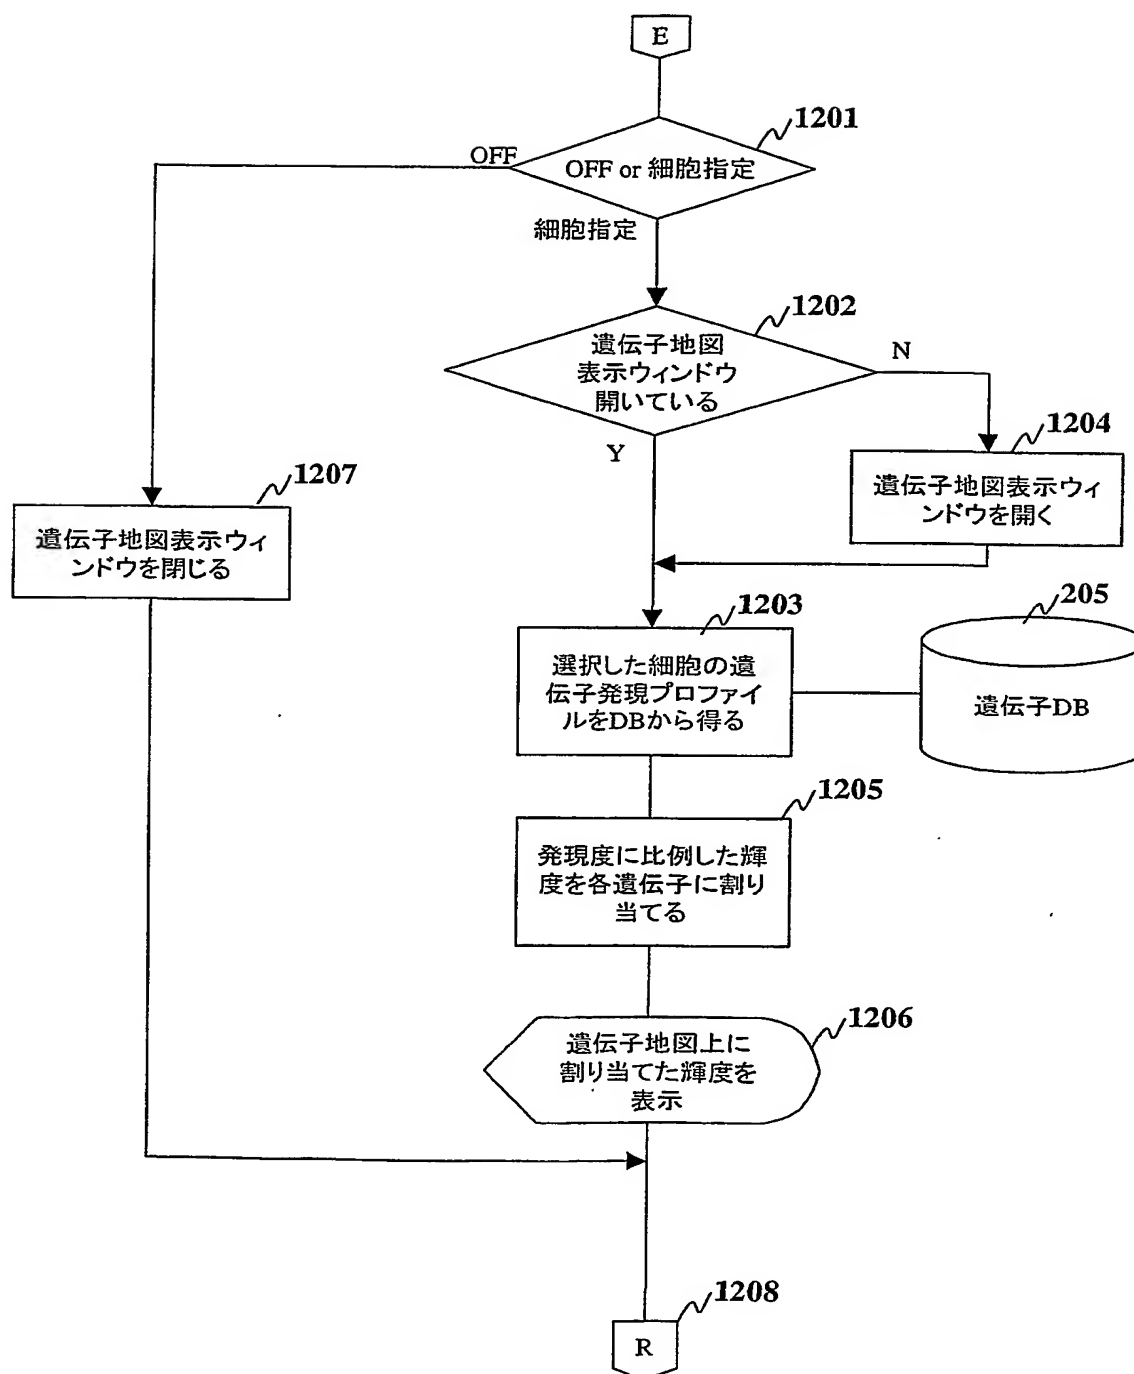 E
1201
OFF
OFF or 細胞指定
細胞指定
1202
遺伝子地図
表示ウィンドウ
開いている
N
Y
1204
遺伝子地図表示ウィ
ンドウを開く
1207
遺伝子地図表示ウィ
ンドウを閉じる
1203
選択した細胞の遺
伝子発現プロファイ
ルをDBから得る
205
遺伝子DB
1205
発現度に比例した輝
度を各遺伝子に割り
当てる
1206
遺伝子地図上に
割り当てた輝度を
表示
1208
R